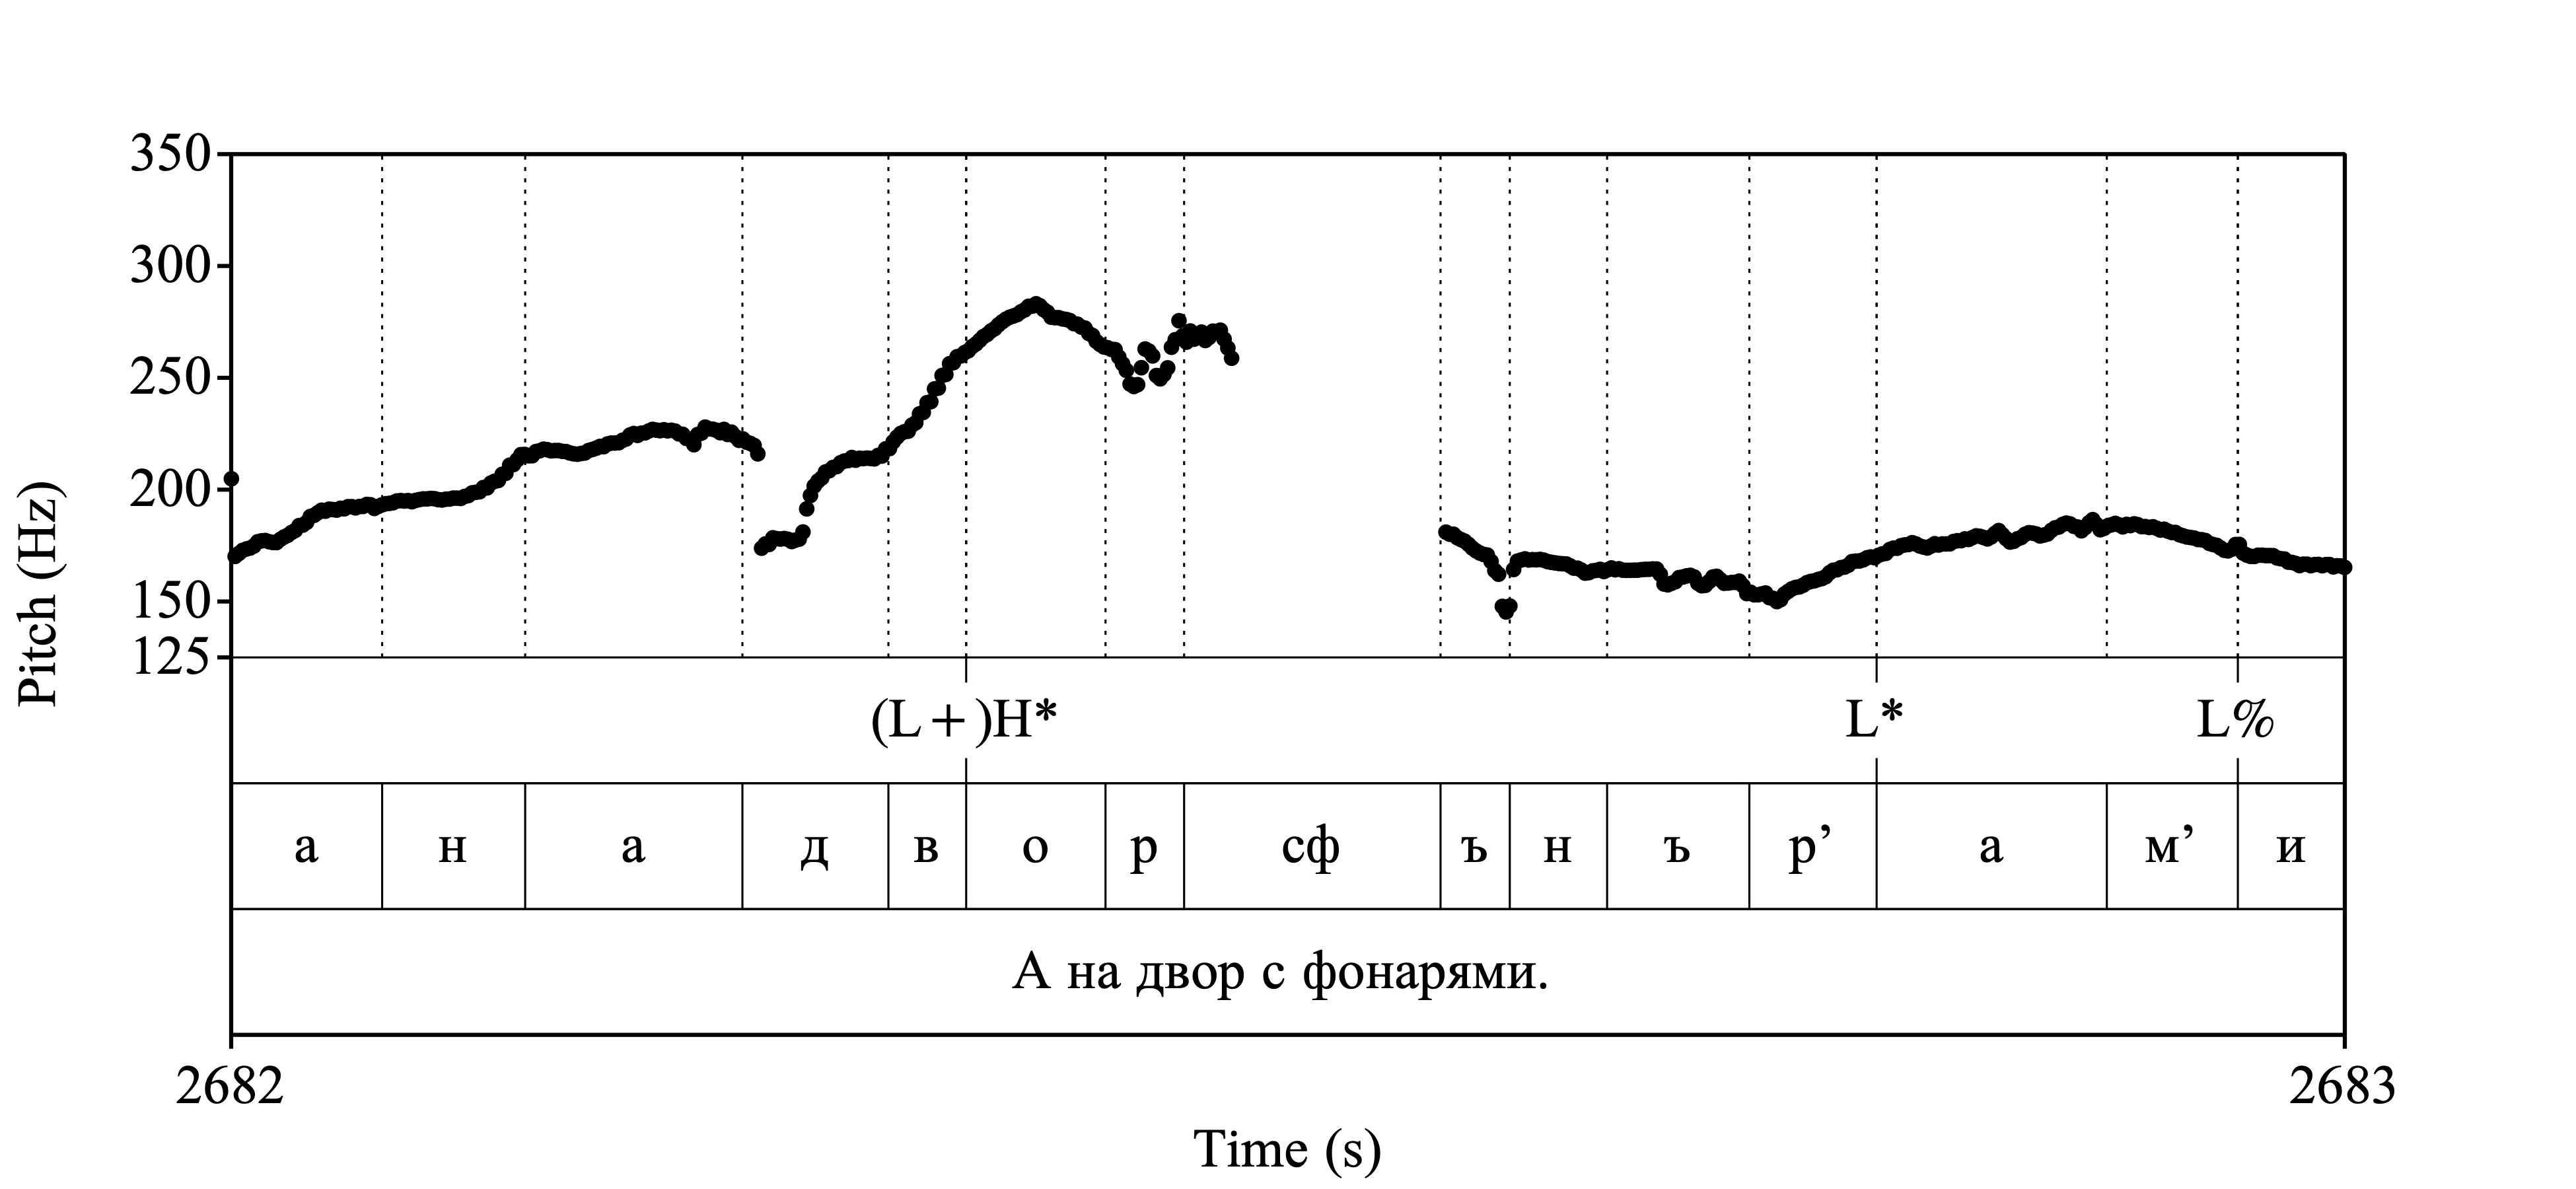 350
300
250
200
150
125
Pitch (Hz)
(L+)H* L* L%
а н а д в о р сф ъ н ъ р’ а м’ и
А на двор с фонарями.
2682 2683
Time (s)